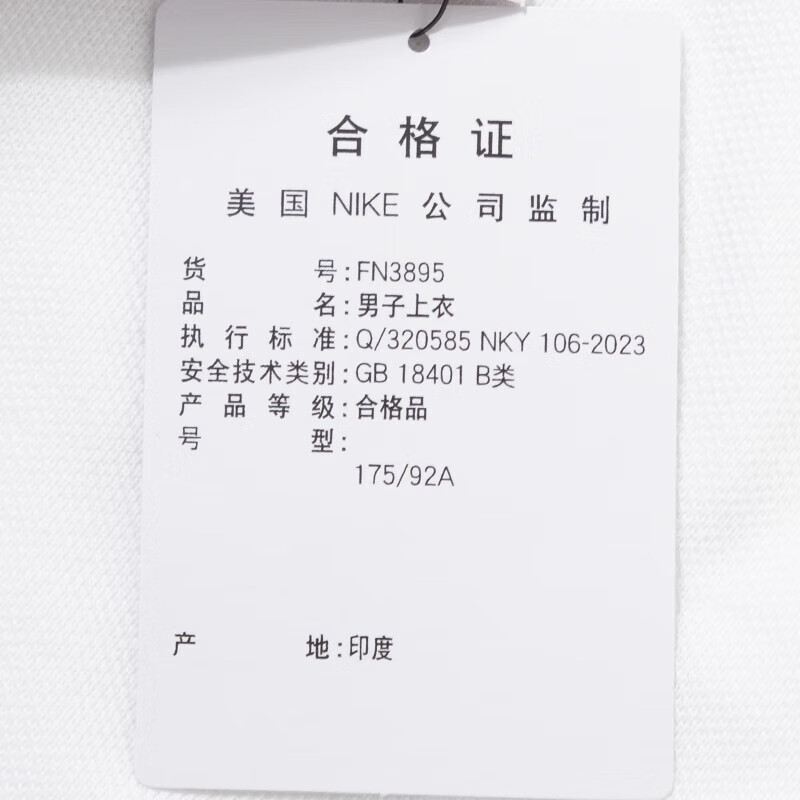 合格证
美国 NIKE 公司监制
货号:FN3895
品名:男子上衣
执行标准:Q/320585 NKY 106-2023
安全技术类别:GB 18401 B类
产品等级:合格品
号型:
175/92A
产地:印度